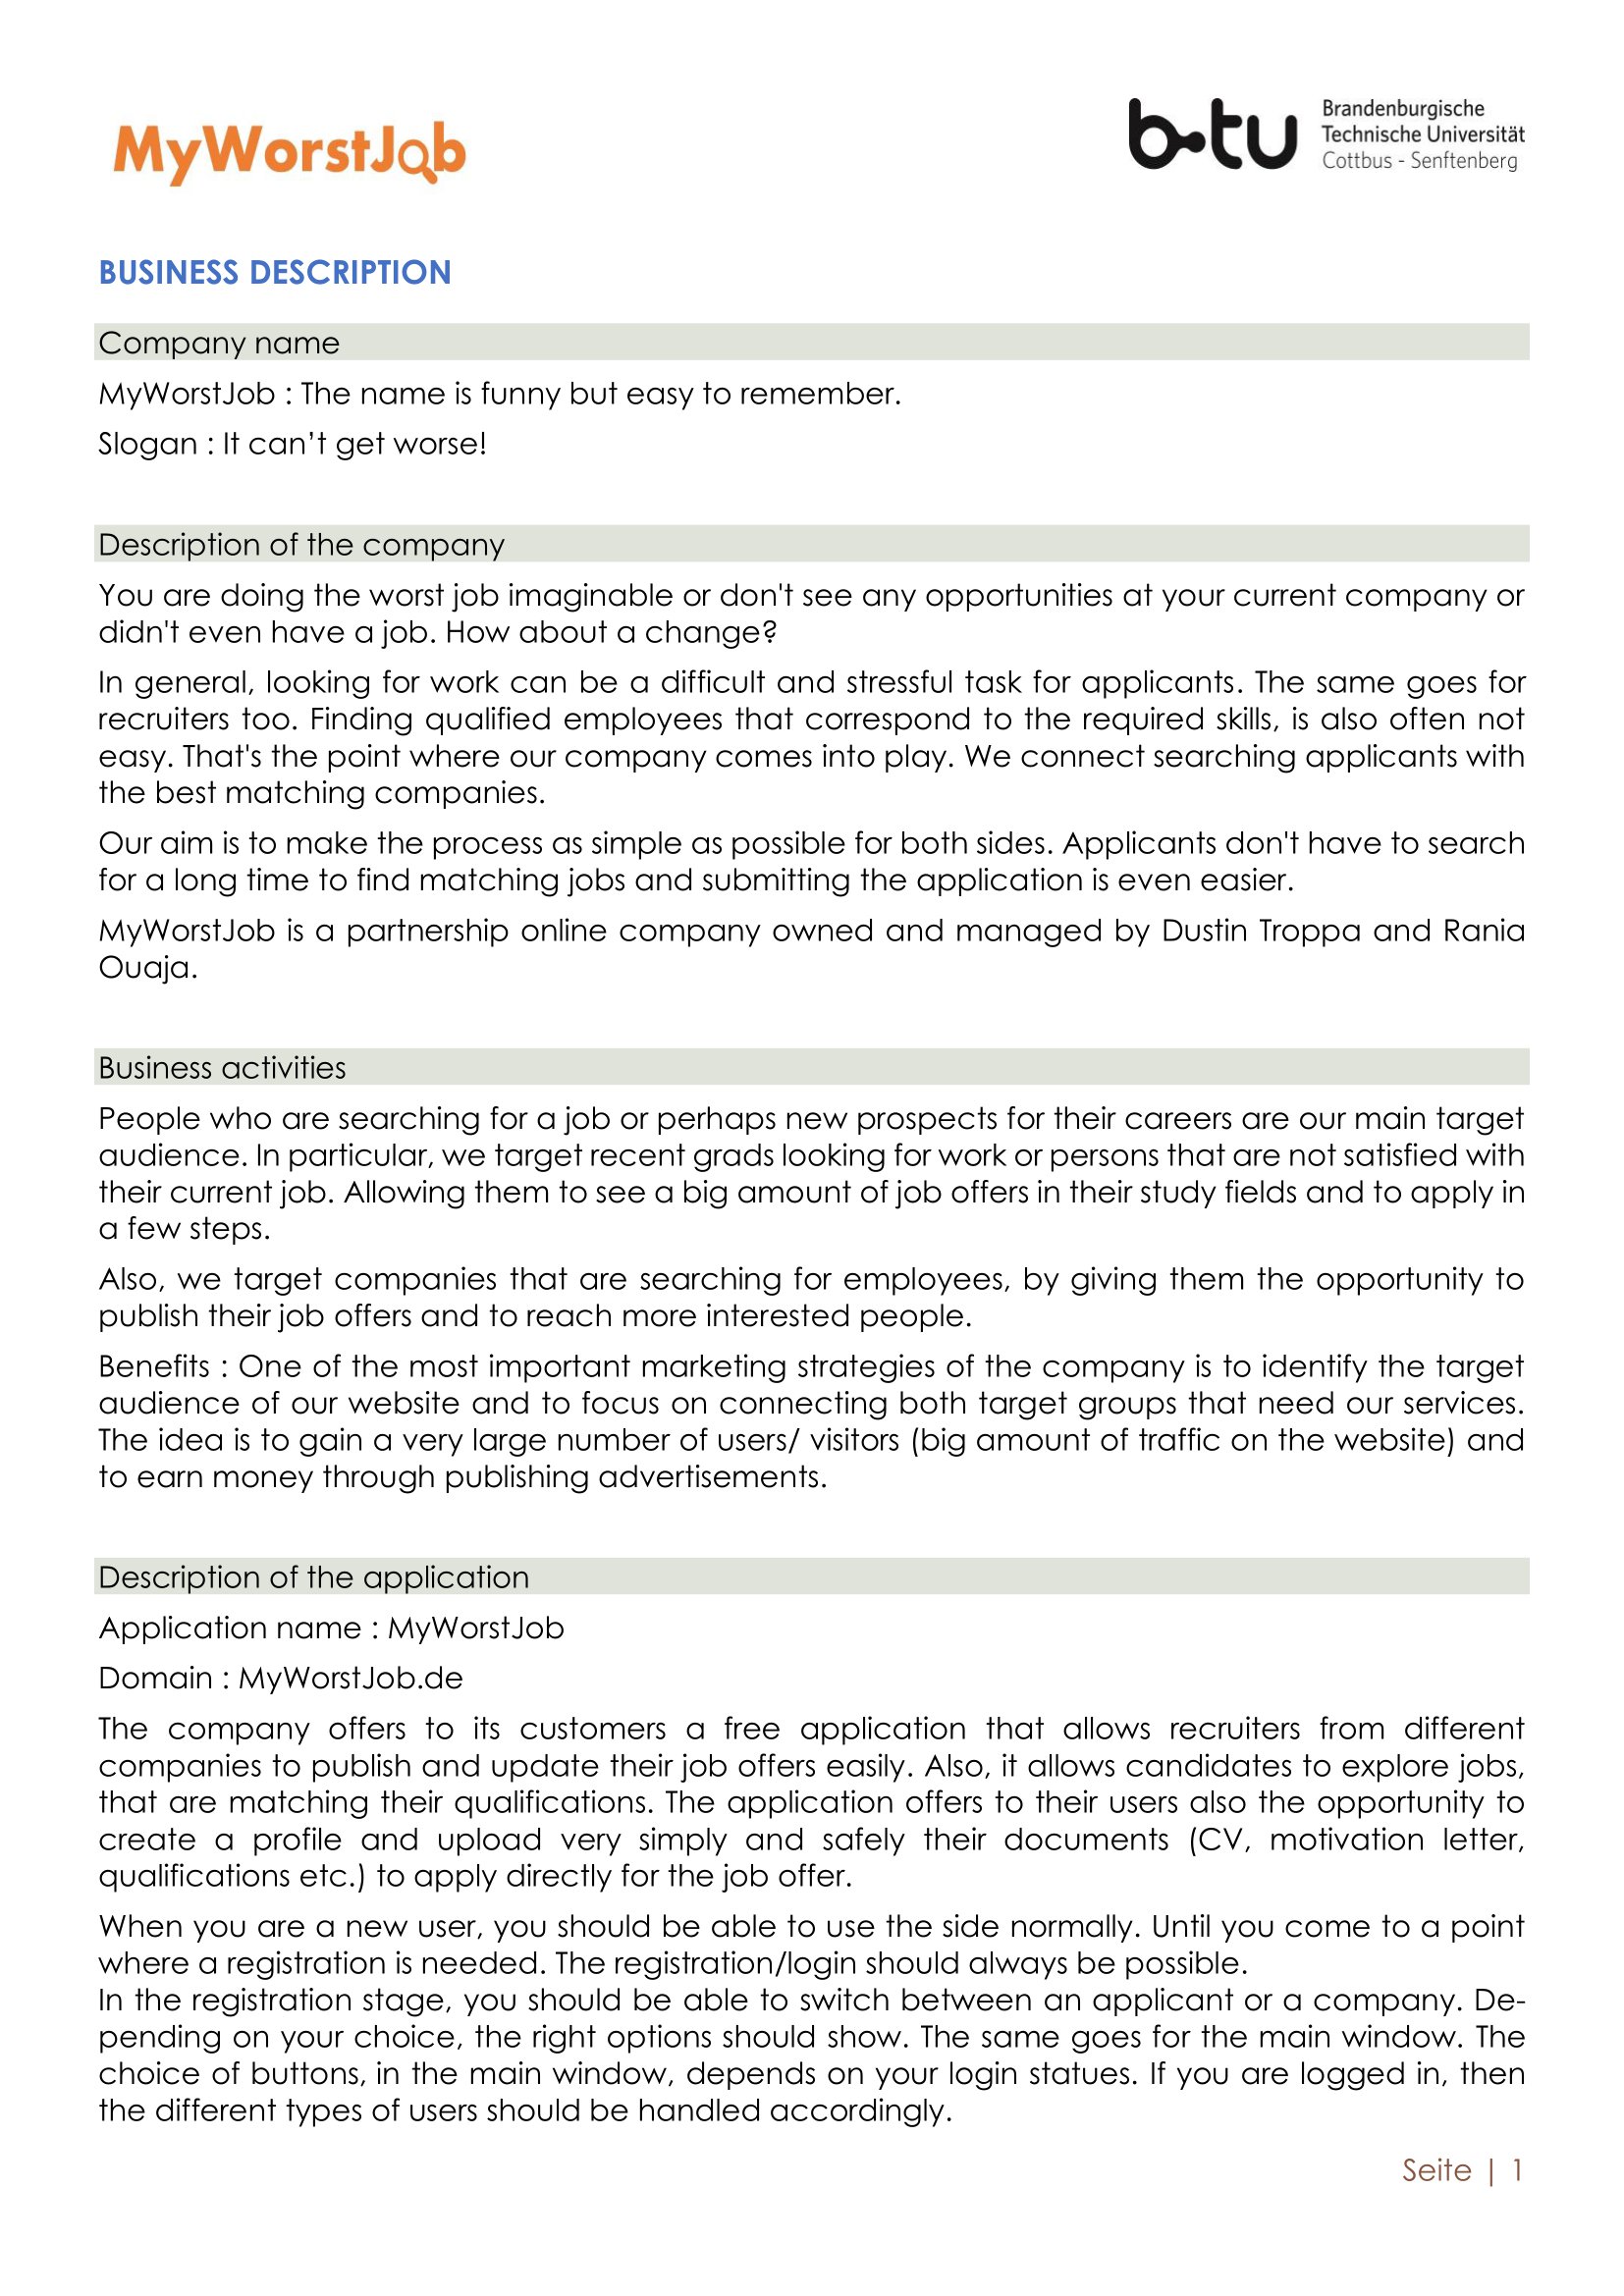 MyWorstJob
b-tu
Brandenburgische
Technische Universität
Cottbus - Senftenberg
BUSINESS DESCRIPTION
Company name
MyWorstJob : The name is funny but easy to remember.
Slogan : It can’t get worse!
Description of the company
You are doing the worst job imaginable or don't see any opportunities at your current company or
didn't even have a job. How about a change?
In general, looking for work can be a difficult and stressful task for applicants. The same goes for
recruiters too. Finding qualified employees that correspond to the required skills, is also often not
easy. That's the point where our company comes into play. We connect searching applicants with
the best matching companies.
Our aim is to make the process as simple as possible for both sides. Applicants don't have to search
for a long time to find matching jobs and submitting the application is even easier.
MyWorstJob is a partnership online company owned and managed by Dustin Troppa and Rania
Ouaja.
Business activities
People who are searching for a job or perhaps new prospects for their careers are our main target
audience. In particular, we target recent grads looking for work or persons that are not satisfied with
their current job. Allowing them to see a big amount of job offers in their study fields and to apply in
a few steps.
Also, we target companies that are searching for employees, by giving them the opportunity to
publish their job offers and to reach more interested people.
Benefits : One of the most important marketing strategies of the company is to identify the target
audience of our website and to focus on connecting both target groups that need our services.
The idea is to gain a very large number of users/ visitors (big amount of traffic on the website) and
to earn money through publishing advertisements.
Description of the application
Application name : MyWorstJob
Domain : MyWorstJob.de
The company offers to its customers a free application that allows recruiters from different
companies to publish and update their job offers easily. Also, it allows candidates to explore jobs,
that are matching their qualifications. The application offers to their users also the opportunity to
create a profile and upload very simply and safely their documents (CV, motivation letter,
qualifications etc.) to apply directly for the job offer.
When you are a new user, you should be able to use the side normally. Until you come to a point
where a registration is needed. The registration/login should always be possible.
In the registration stage, you should be able to switch between an applicant or a company. De-
pending on your choice, the right options should show. The same goes for the main window. The
choice of buttons, in the main window, depends on your login statues. If you are logged in, then
the different types of users should be handled accordingly.
Seite | 1